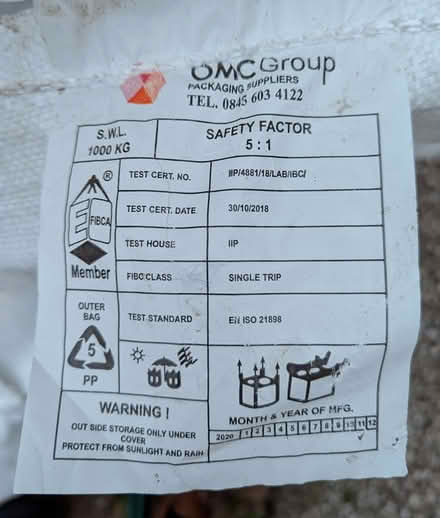 OMCGroup
PACKAGING SUPPLIERS
TEL. 0845 603 4122
S.W.L.
1000 KG
SAFETY FACTOR
5 : 1
®
FIBCA
Member
TEST CERT. NO.
IIP/4881/18/LAB/IBC/
TEST CERT. DATE
30/10/2018
TEST HOUSE
IIP
FIBC CLASS
SINGLE TRIP
OUTER
BAG
5
PP
TEST STANDARD
EN ISO 21898
WARNING !
OUT SIDE STORAGE ONLY UNDER
COVER
PROTECT FROM SUNLIGHT AND RAIN
MONTH & YEAR OF MFG.
2020 1 2 3 4 5 6 7 8 9 10 11 12